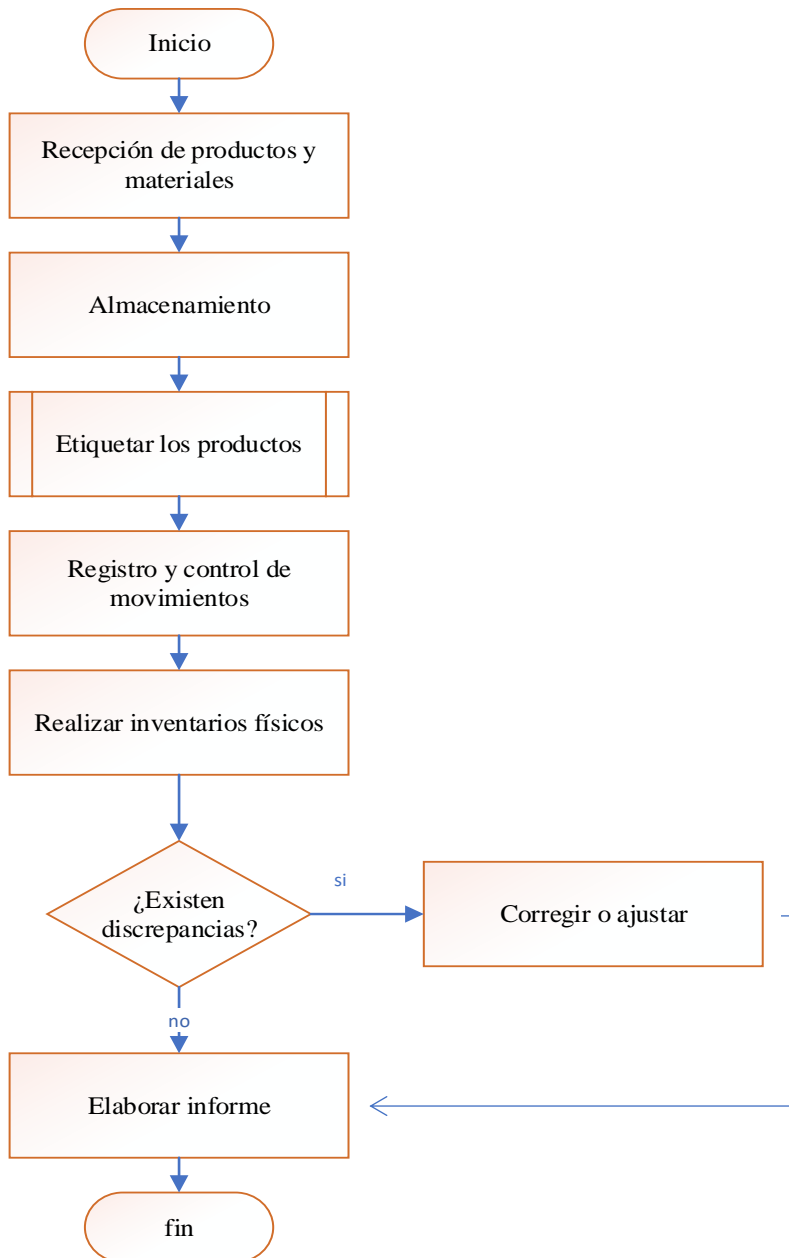 Inicio
Recepción de productos y
materiales
Almacenamiento
Etiquetar los productos
Registro y control de
movimientos
Realizar inventarios físicos
¿Existen
discrepancias?
si
Corregir o ajustar
no
Elaborar informe
fin